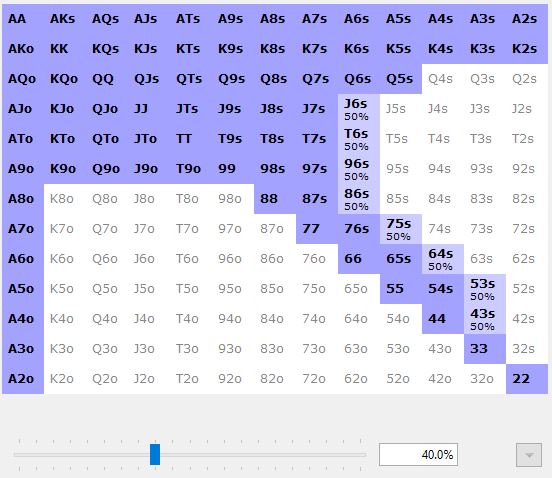 AA AKs AQs AJs ATs A9s A8s A7s A6s A5s A4s A3s A2s
AKo KK KQs KJs KTs K9s K8s K7s K6s K5s K4s K3s K2s
AQo KQo QQ QJs QTs Q9s Q8s Q7s Q6s Q5s Q4s Q3s Q2s
AJo KJo QJo JJ JTs J9s J8s J7s J6s J5s J4s J3s J2s
50%
ATo KTo QTo JTo TT T9s T8s T7s T6s T5s T4s T3s T2s
50%
A9o K9o Q9o J9o T9o 99 98s 97s 96s 95s 94s 93s 92s
50%
A8o K8o Q8o J8o T8o 98o 88 87s 86s 85s 84s 83s 82s
50%
A7o K7o Q7o J7o T7o 97o 87o 77 76s 75s 74s 73s 72s
50%
A6o K6o Q6o J6o T6o 96o 86o 76o 66 65s 64s 63s 62s
50%
A5o K5o Q5o J5o T5o 95o 85o 75o 65o 55 54s 53s 52s
50%
A4o K4o Q4o J4o T4o 94o 84o 74o 64o 54o 44 43s 42s
50%
A3o K3o Q3o J3o T3o 93o 83o 73o 63o 53o 43o 33 32s
A2o K2o Q2o J2o T2o 92o 82o 72o 62o 52o 42o 32o 22
40.0%